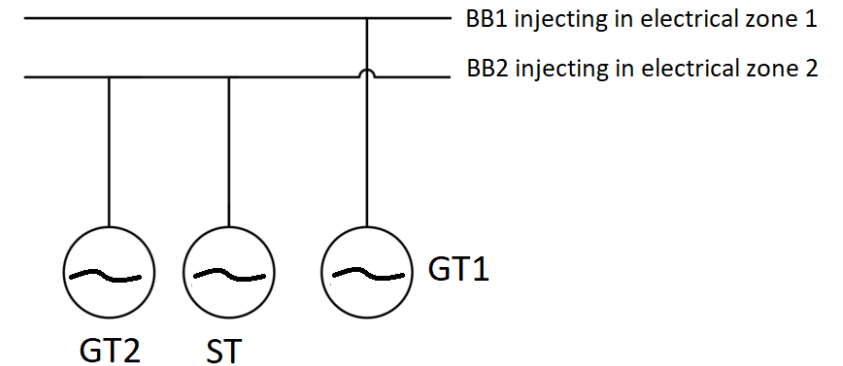 BB1 injecting in electrical zone 1
BB2 injecting in electrical zone 2
GT1
GT2
ST